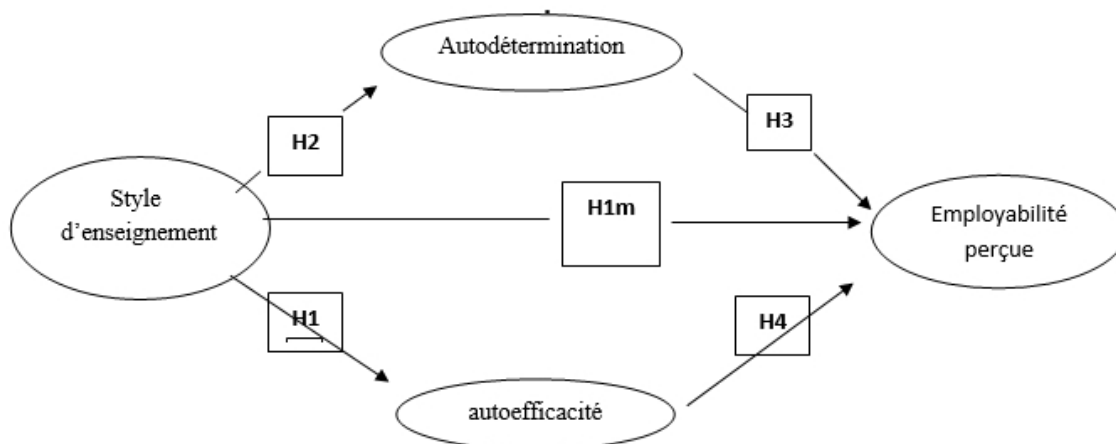 Autodétermination
H2
H3
Style
d'enseignement
H1m
Employabilité
perçue
H1
H4
autoefficacité